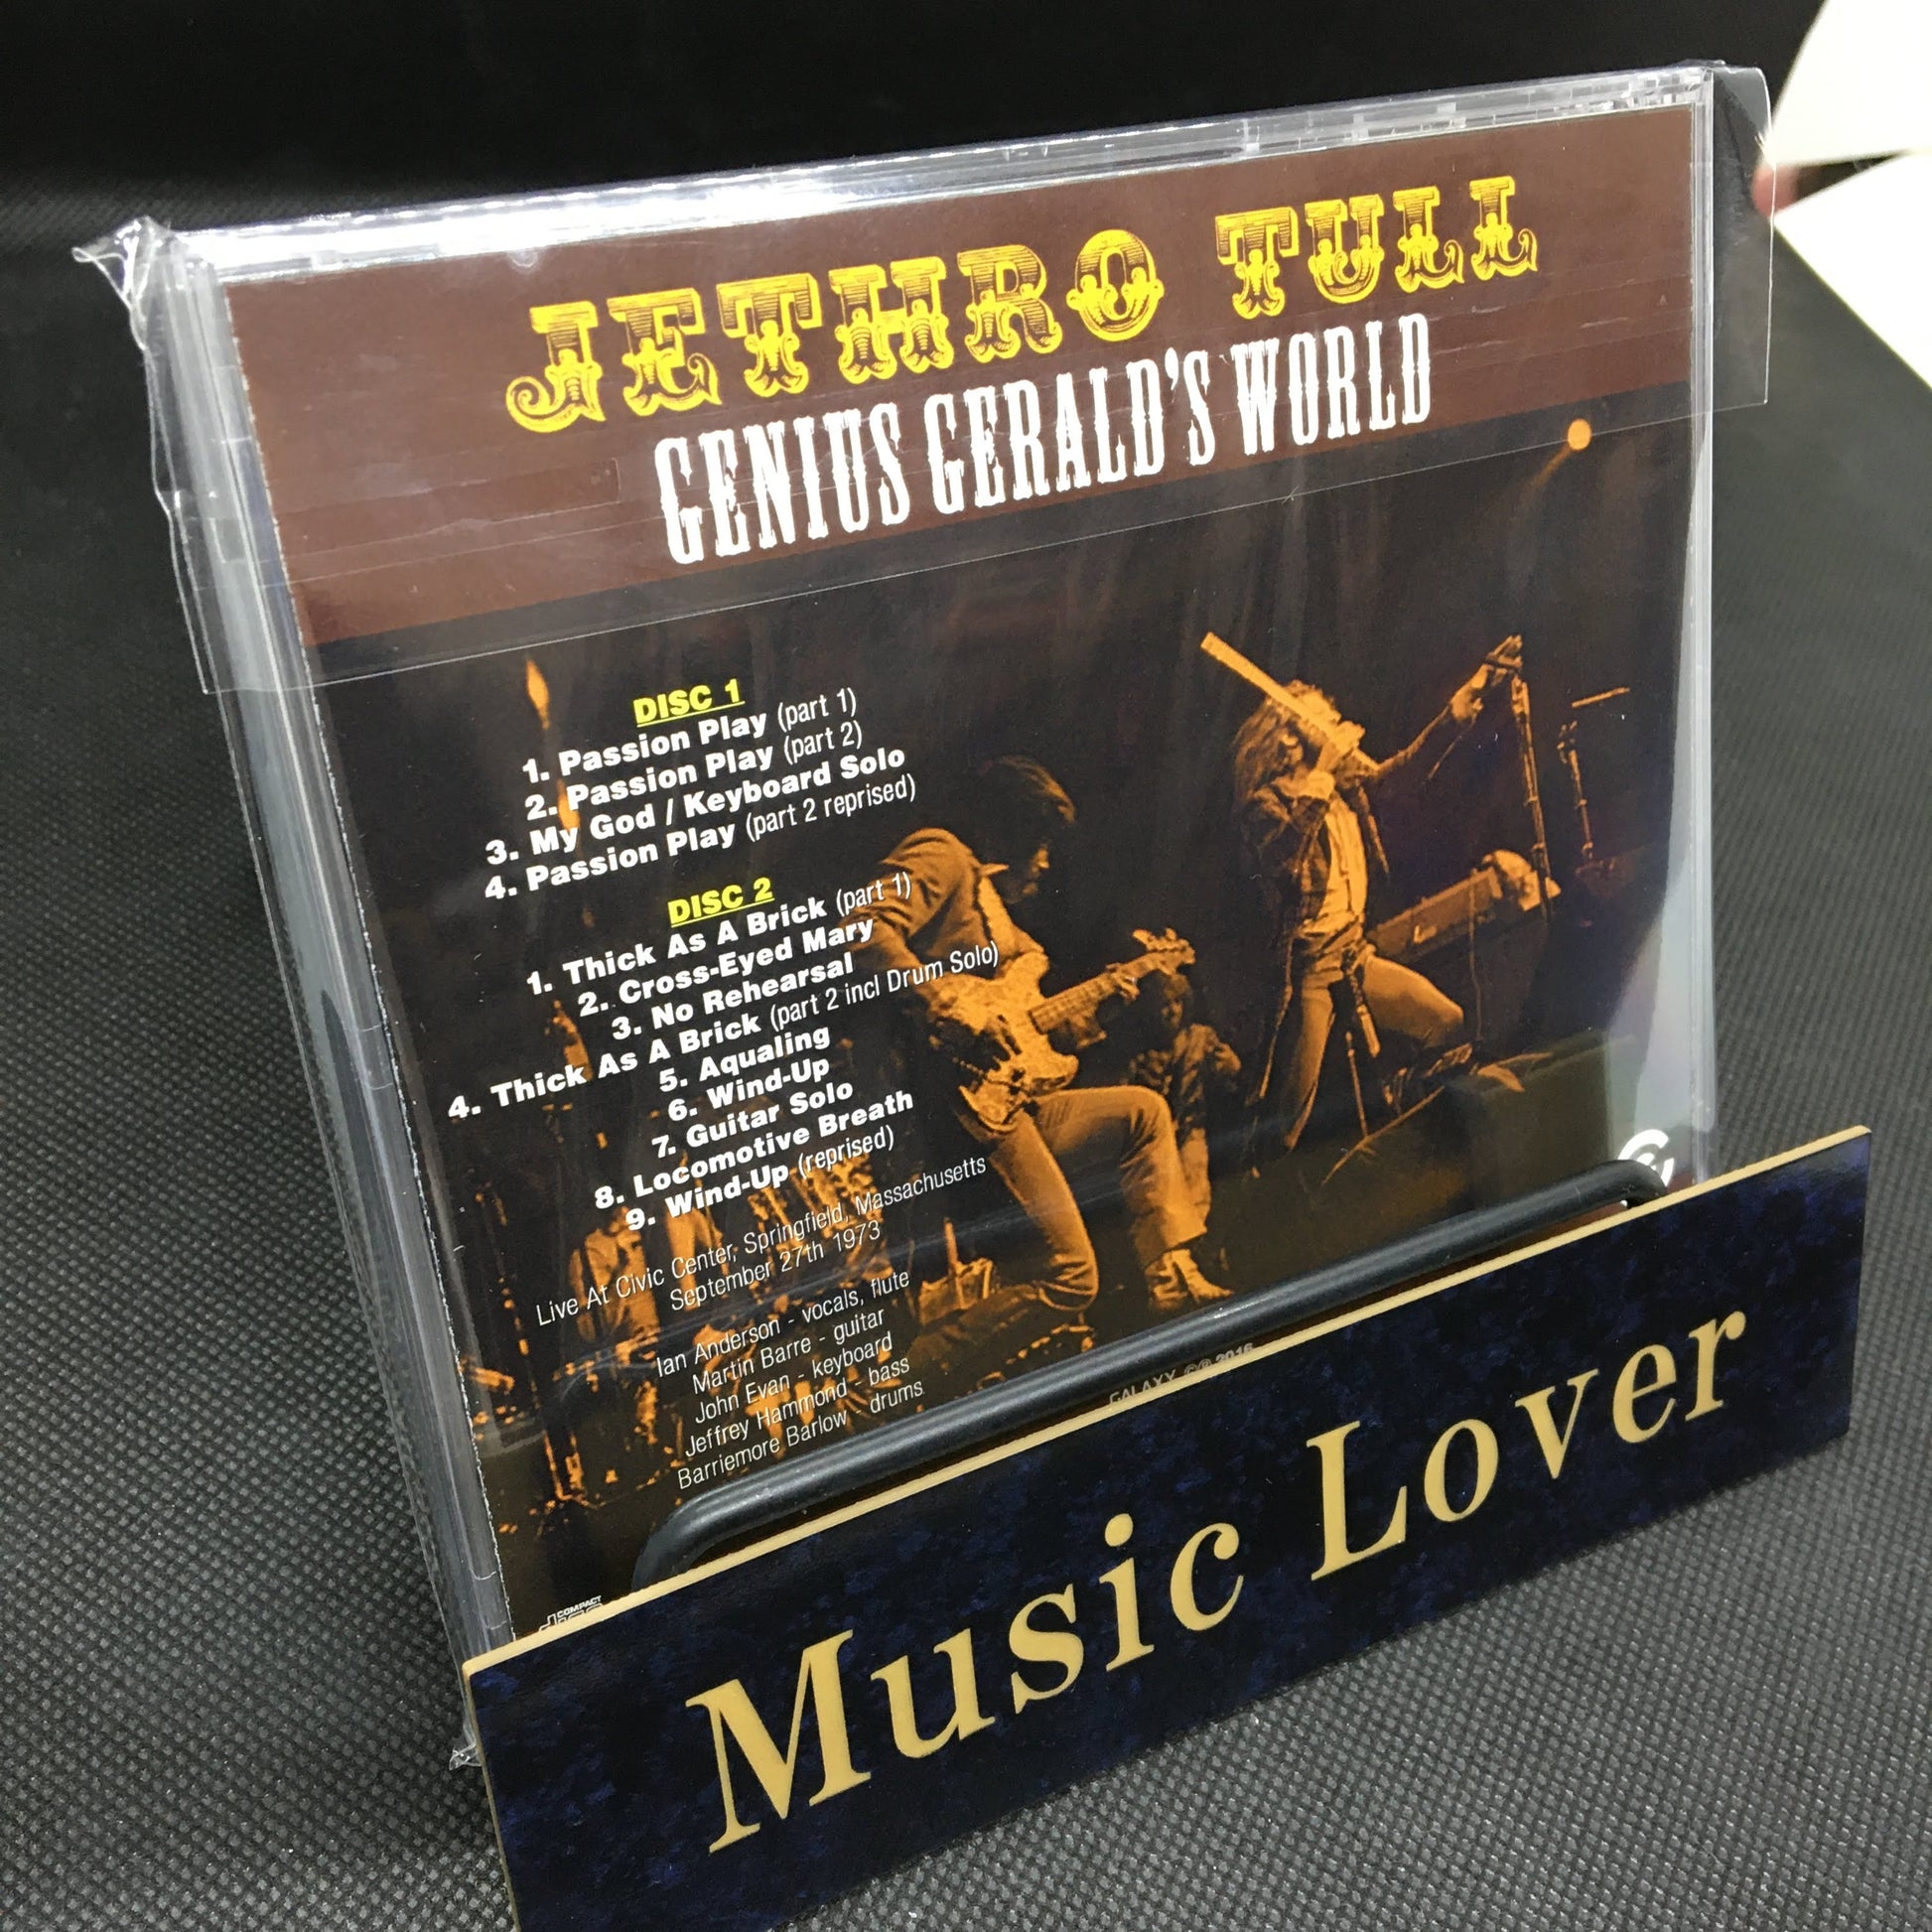 JETHRO TULL
GENIUS GERALD'S WORLD
DISC 1
1. Passion Play (part 1)
2. Passion Play (part 2)
3. My God / Keyboard Solo
4. Passion Play (part 2 reprised)
DISC 2
1. Thick As A Brick (part 1)
2. Cross-Eyed Mary
3. No Rehearsal
4. Thick As A Brick (part 2 incl Drum Solo)
5. Aqualing
6. Wind-Up
7. Guitar Solo
8. Locomotive Breath
9. Wind-Up (reprised)
Live At Civic Center, Springfield, Massachusetts
September 27th 1973
Ian Anderson - vocals, flute
Martin Barre - guitar
John Evan - keyboard
Jeffrey Hammond - bass
Barriemore Barlow - drums
GALAXY ©℗ 2016
COMPACT
Music Lover